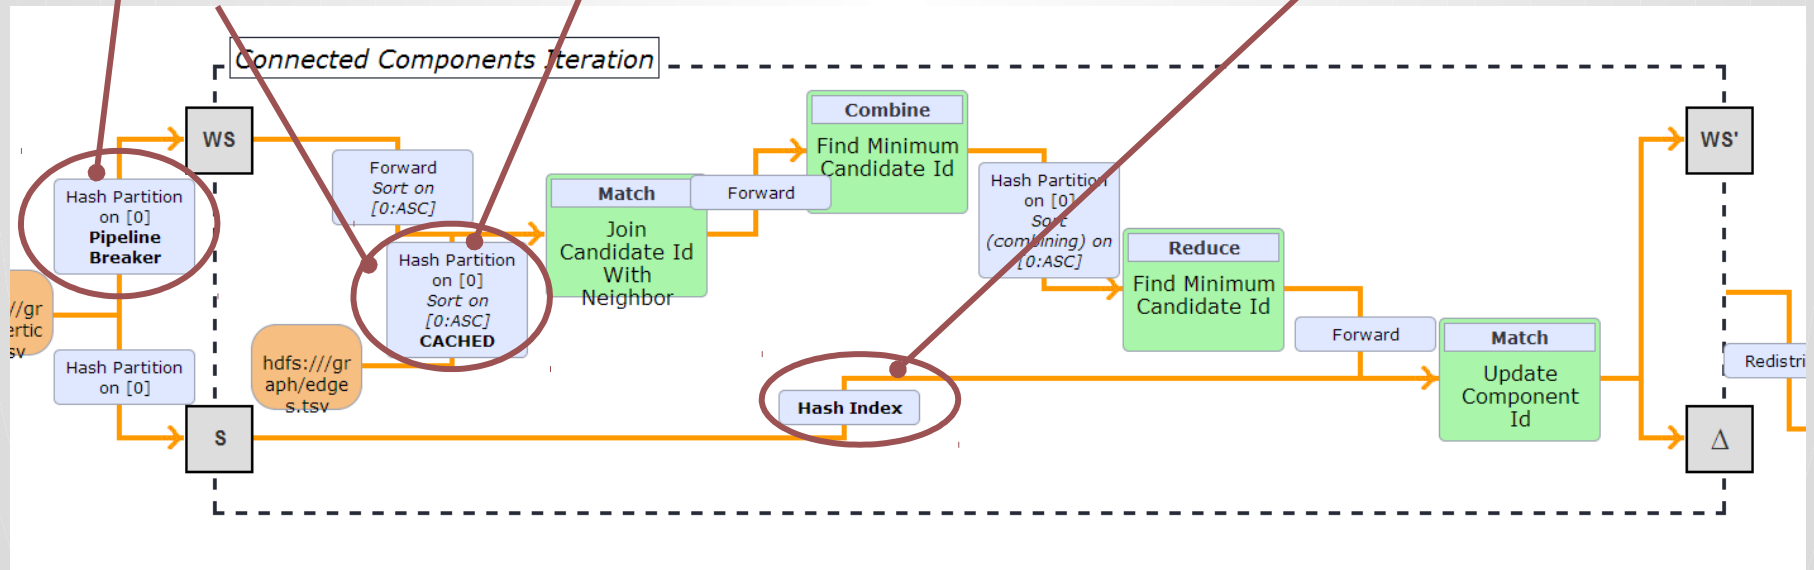 Connected Components Iteration
WS
Hash Partition
on [0]
Pipeline
Breaker
//gr
ertic
sv
Hash Partition
on [0]
S
Forward
Sort on
[0:ASC]
Hash Partition
on [0]
Sort on
[0:ASC]
CACHED
hdfs:///gr
aph/edge
s.tsv
Match
Join
Candidate Id
With
Neighbor
Forward
Combine
Find Minimum
Candidate Id
Hash Partition
on [0]
Sort
(combining) on
[0:ASC]
Reduce
Find Minimum
Candidate Id
Hash Index
Forward
Match
Update
Component
Id
WS'
Δ
Redistri